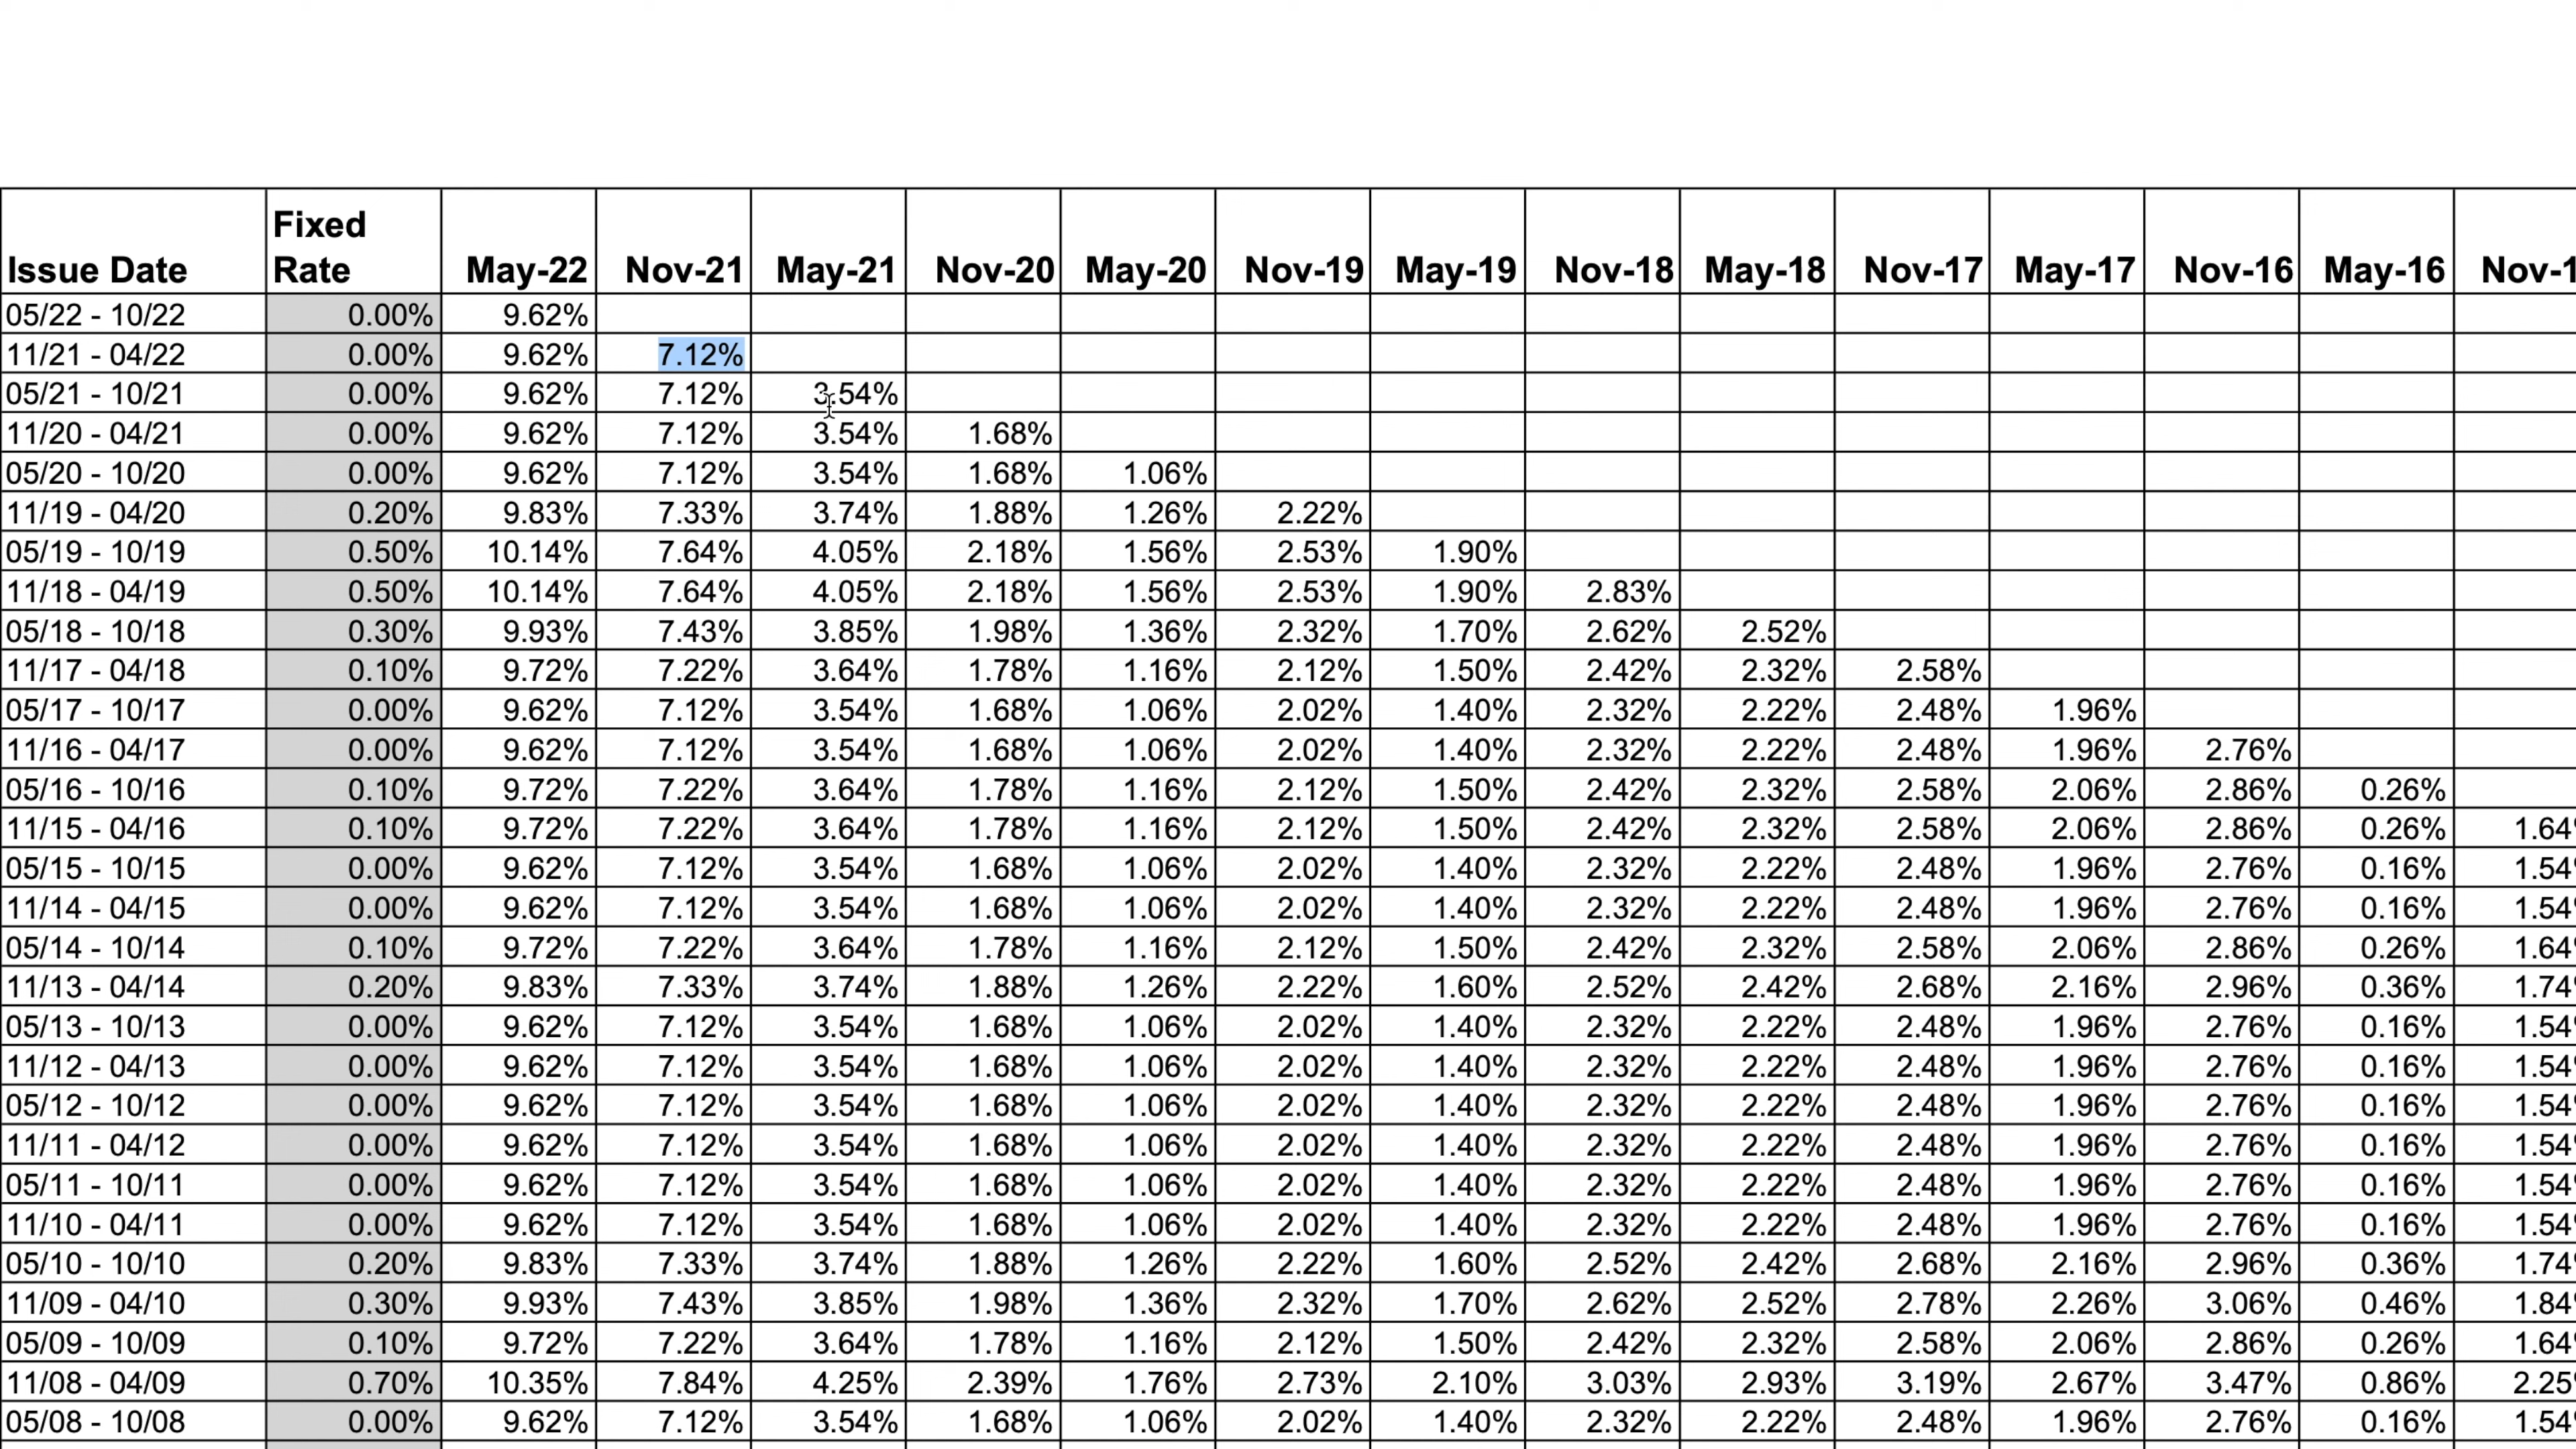 Fixed
Issue Date Rate May-22 Nov-21 May-21 Nov-20 May-20 Nov-19 May-19 Nov-18 May-18 Nov-17 May-17 Nov-16 May-16 Nov-1
05/22 - 10/22 0.00% 9.62%
11/21 - 04/22 0.00% 9.62% 7.12%
05/21 - 10/21 0.00% 9.62% 7.12% 3.54%
11/20 - 04/21 0.00% 9.62% 7.12% 3.54% 1.68%
05/20 - 10/20 0.00% 9.62% 7.12% 3.54% 1.68% 1.06%
11/19 - 04/20 0.20% 9.83% 7.33% 3.74% 1.88% 1.26% 2.22%
05/19 - 10/19 0.50% 10.14% 7.64% 4.05% 2.18% 1.56% 2.53% 1.90%
11/18 - 04/19 0.50% 10.14% 7.64% 4.05% 2.18% 1.56% 2.53% 1.90% 2.83%
05/18 - 10/18 0.30% 9.93% 7.43% 3.85% 1.98% 1.36% 2.32% 1.70% 2.62% 2.52%
11/17 - 04/18 0.10% 9.72% 7.22% 3.64% 1.78% 1.16% 2.12% 1.50% 2.42% 2.32% 2.58%
05/17 - 10/17 0.00% 9.62% 7.12% 3.54% 1.68% 1.06% 2.02% 1.40% 2.32% 2.22% 2.48% 1.96%
11/16 - 04/17 0.00% 9.62% 7.12% 3.54% 1.68% 1.06% 2.02% 1.40% 2.32% 2.22% 2.48% 1.96% 2.76%
05/16 - 10/16 0.10% 9.72% 7.22% 3.64% 1.78% 1.16% 2.12% 1.50% 2.42% 2.32% 2.58% 2.06% 2.86% 0.26%
11/15 - 04/16 0.10% 9.72% 7.22% 3.64% 1.78% 1.16% 2.12% 1.50% 2.42% 2.32% 2.58% 2.06% 2.86% 0.26% 1.64%
05/15 - 10/15 0.00% 9.62% 7.12% 3.54% 1.68% 1.06% 2.02% 1.40% 2.32% 2.22% 2.48% 1.96% 2.76% 0.16% 1.54%
11/14 - 04/15 0.00% 9.62% 7.12% 3.54% 1.68% 1.06% 2.02% 1.40% 2.32% 2.22% 2.48% 1.96% 2.76% 0.16% 1.54%
05/14 - 10/14 0.10% 9.72% 7.22% 3.64% 1.78% 1.16% 2.12% 1.50% 2.42% 2.32% 2.58% 2.06% 2.86% 0.26% 1.64%
11/13 - 04/14 0.20% 9.83% 7.33% 3.74% 1.88% 1.26% 2.22% 1.60% 2.52% 2.42% 2.68% 2.16% 2.96% 0.36% 1.74%
05/13 - 10/13 0.00% 9.62% 7.12% 3.54% 1.68% 1.06% 2.02% 1.40% 2.32% 2.22% 2.48% 1.96% 2.76% 0.16% 1.54%
11/12 - 04/13 0.00% 9.62% 7.12% 3.54% 1.68% 1.06% 2.02% 1.40% 2.32% 2.22% 2.48% 1.96% 2.76% 0.16% 1.54%
05/12 - 10/12 0.00% 9.62% 7.12% 3.54% 1.68% 1.06% 2.02% 1.40% 2.32% 2.22% 2.48% 1.96% 2.76% 0.16% 1.54%
11/11 - 04/12 0.00% 9.62% 7.12% 3.54% 1.68% 1.06% 2.02% 1.40% 2.32% 2.22% 2.48% 1.96% 2.76% 0.16% 1.54%
05/11 - 10/11 0.00% 9.62% 7.12% 3.54% 1.68% 1.06% 2.02% 1.40% 2.32% 2.22% 2.48% 1.96% 2.76% 0.16% 1.54%
11/10 - 04/11 0.00% 9.62% 7.12% 3.54% 1.68% 1.06% 2.02% 1.40% 2.32% 2.22% 2.48% 1.96% 2.76% 0.16% 1.54%
05/10 - 10/10 0.20% 9.83% 7.33% 3.74% 1.88% 1.26% 2.22% 1.60% 2.52% 2.42% 2.68% 2.16% 2.96% 0.36% 1.74%
11/09 - 04/10 0.30% 9.93% 7.43% 3.85% 1.98% 1.36% 2.32% 1.70% 2.62% 2.52% 2.78% 2.26% 3.06% 0.46% 1.84%
05/09 - 10/09 0.10% 9.72% 7.22% 3.64% 1.78% 1.16% 2.12% 1.50% 2.42% 2.32% 2.58% 2.06% 2.86% 0.26% 1.64%
11/08 - 04/09 0.70% 10.35% 7.84% 4.25% 2.39% 1.76% 2.73% 2.10% 3.03% 2.93% 3.19% 2.67% 3.47% 0.86% 2.25%
05/08 - 10/08 0.00% 9.62% 7.12% 3.54% 1.68% 1.06% 2.02% 1.40% 2.32% 2.22% 2.48% 1.96% 2.76% 0.16% 1.54%